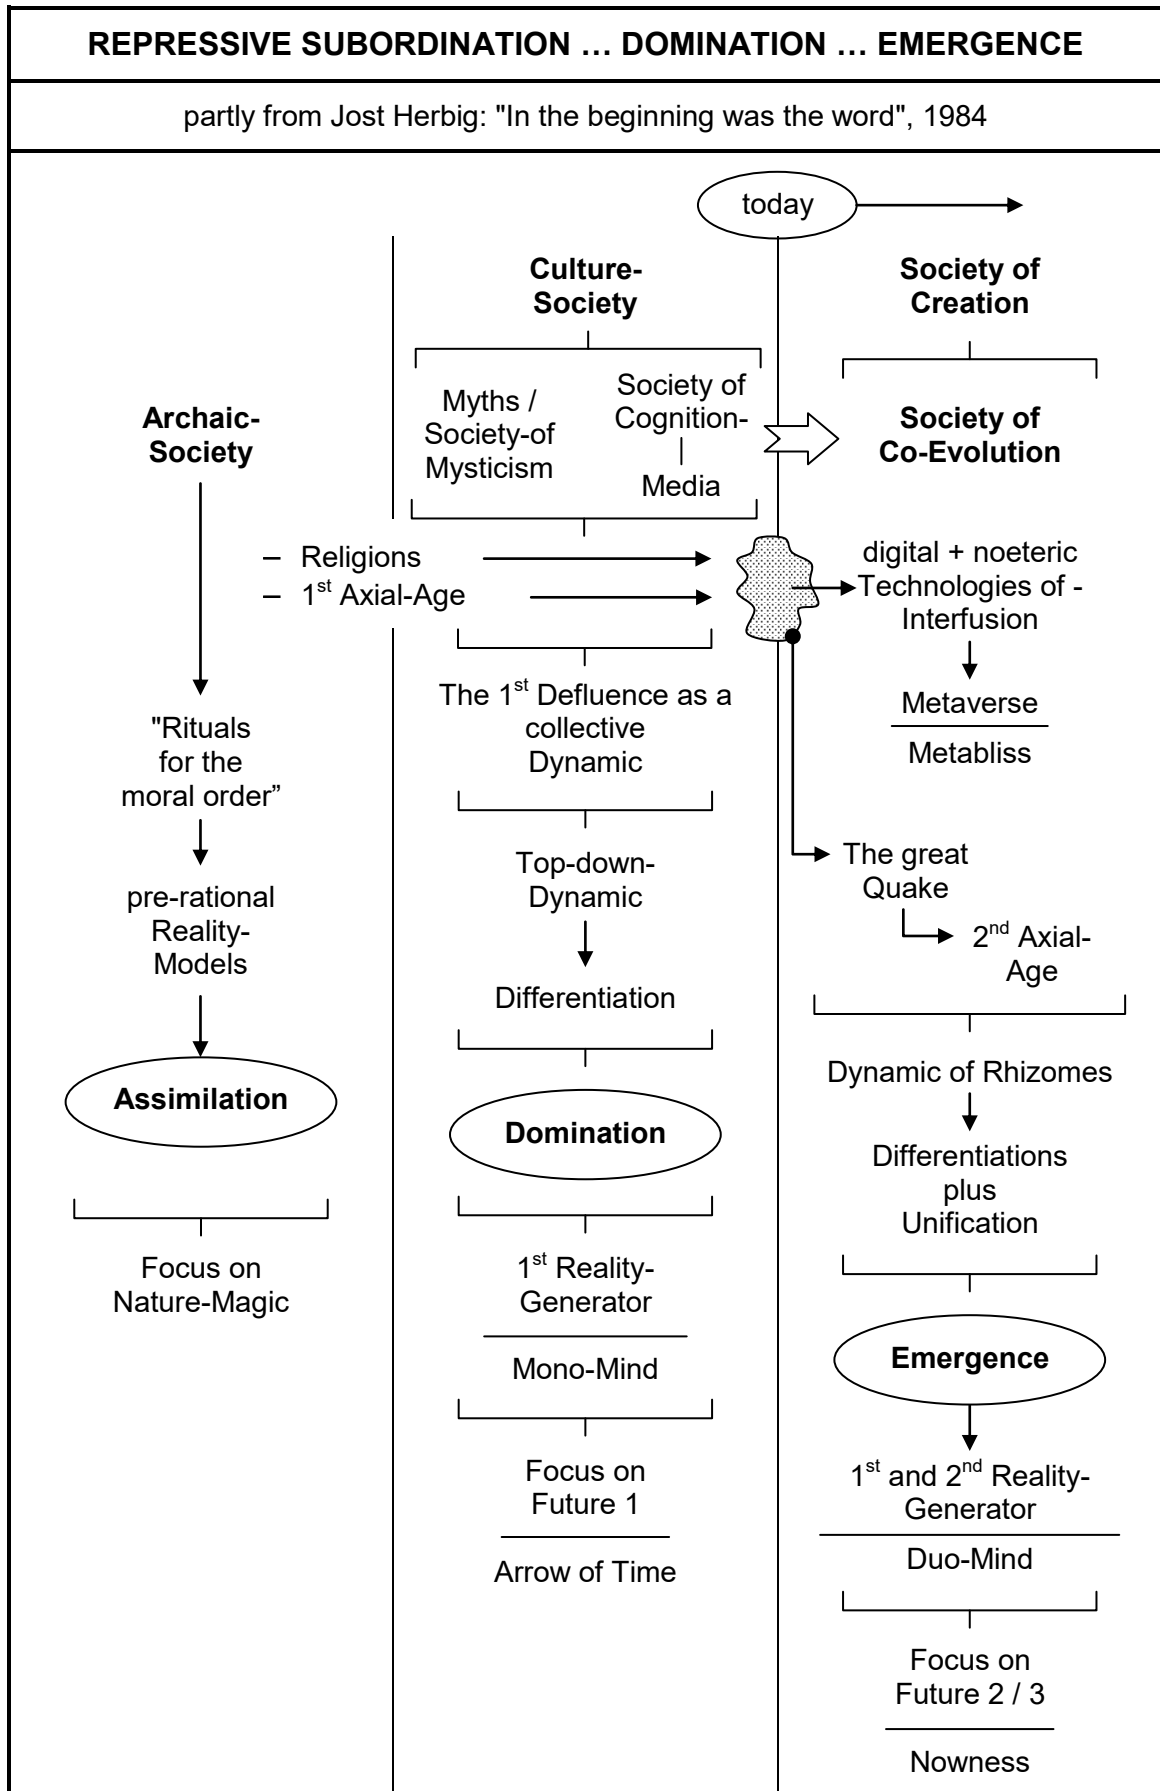 REPRESSIVE SUBORDINATION … DOMINATION … EMERGENCE
partly from Jost Herbig: "In the beginning was the word", 1984
today
Archaic-
Society
"Rituals
for the
moral order”
pre-rational
Reality-
Models
Assimilation
Focus on
Nature-Magic
Culture-
Society
Myths /
Society-of
Mysticism
Society of
Cognition-
Media
– Religions
– 1st Axial-Age
The 1st Defluence as a
collective
Dynamic
Top-down-
Dynamic
Differentiation
Domination
1st Reality-
Generator
Mono-Mind
Focus on
Future 1
Arrow of Time
Society of
Creation
Society of
Co-Evolution
digital + noeteric
Technologies of -
Interfusion
Metaverse
Metabliss
The great
Quake
2nd Axial-
Age
Dynamic of Rhizomes
Differentiations
plus
Unification
Emergence
1st and 2nd Reality-
Generator
Duo-Mind
Focus on
Future 2 / 3
Nowness